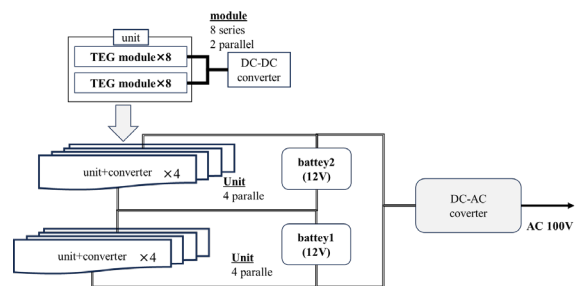 module
8 series
2 parallel
unit
TEG module×8
TEG module×8
DC-DC
converter
unit+converter ×4
Unit
4 paralle
battey2
(12V)
DC-AC
coverter
AC 100V
unit+converter ×4
Unit
4 paralle
battey1
(12V)